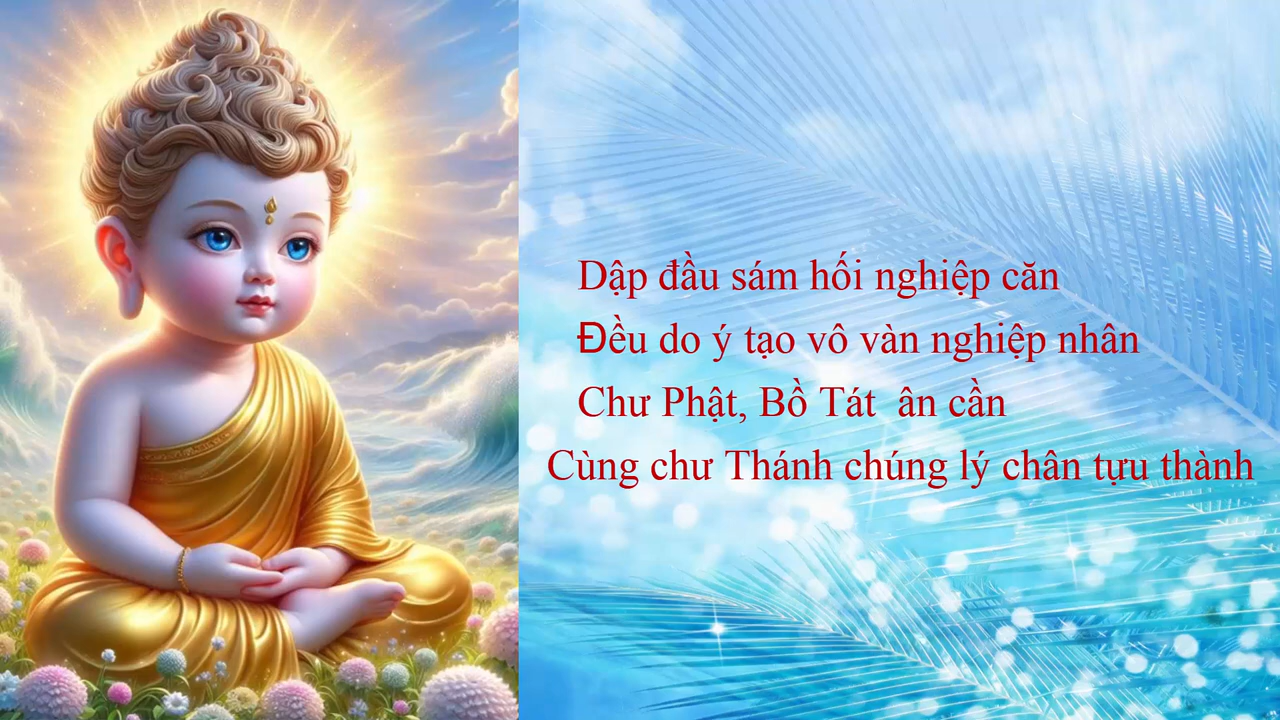 Dập đầu sám hối nghiệp căn
Đều do ý tạo vô vàn nghiệp nhân
Chư Phật, Bồ Tát  ân cần
Cùng chư Thánh chúng lý chân tựu thành